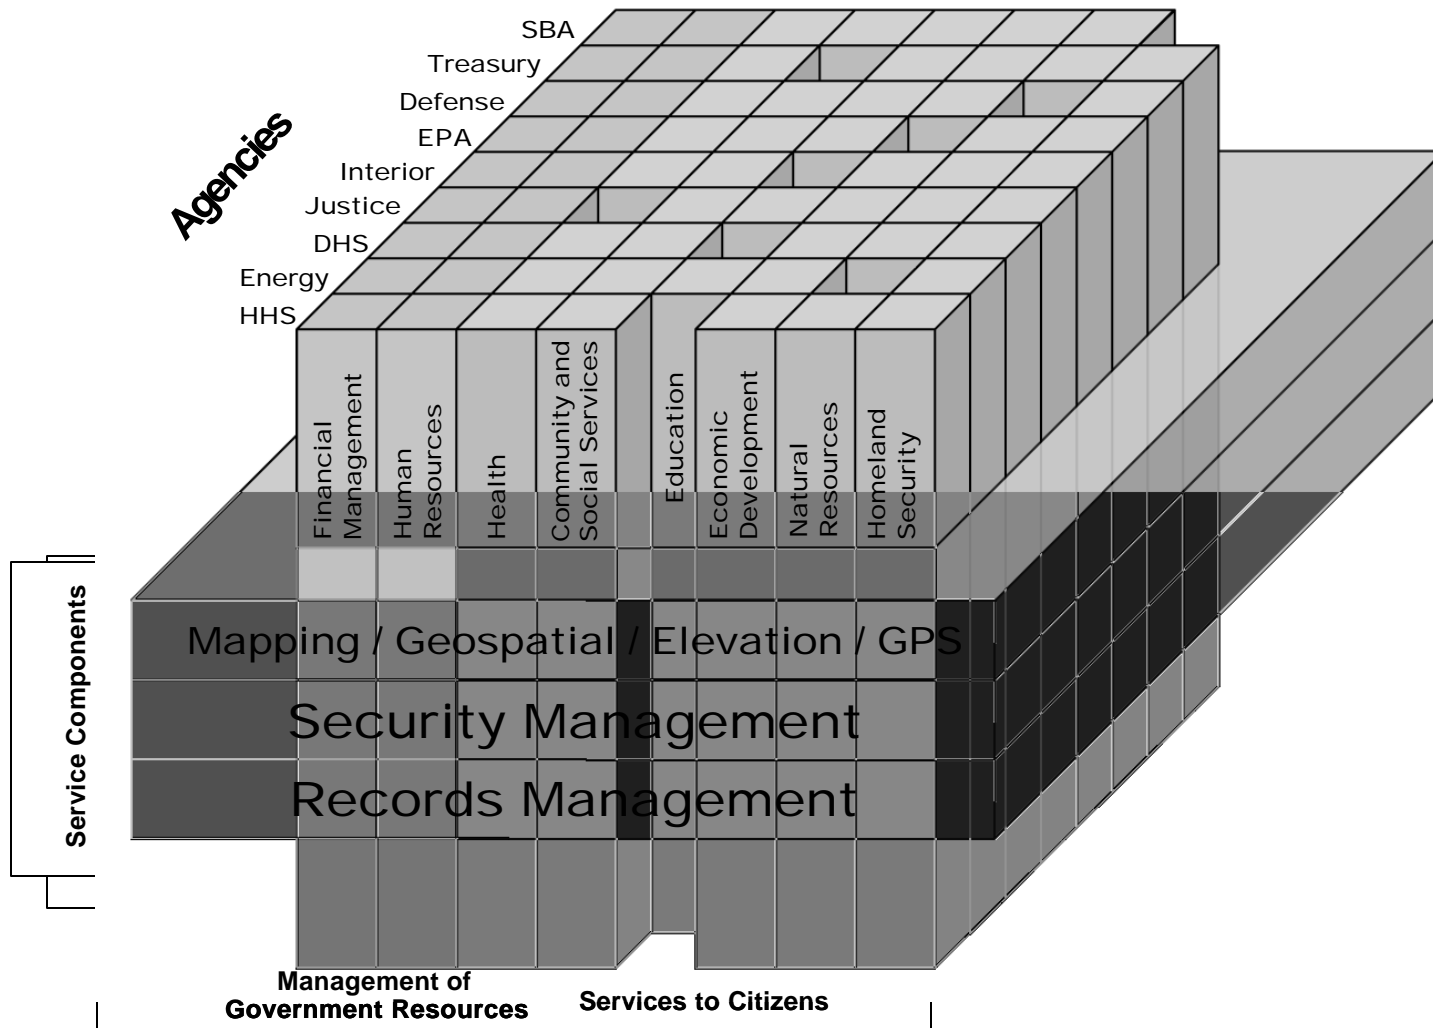 SBA
Treasury
Defense
EPA
Interior
Justice
DHS
Energy
HHS
Agencies
Financial
Management
Human
Resources
Health
Community and
Social Services
Education
Economic
Development
Natural
Resources
Homeland
Security
Service Components
Mapping / Geospatial / Elevation / GPS
Security Management
Records Management
Management of
Government Resources
Services to Citizens